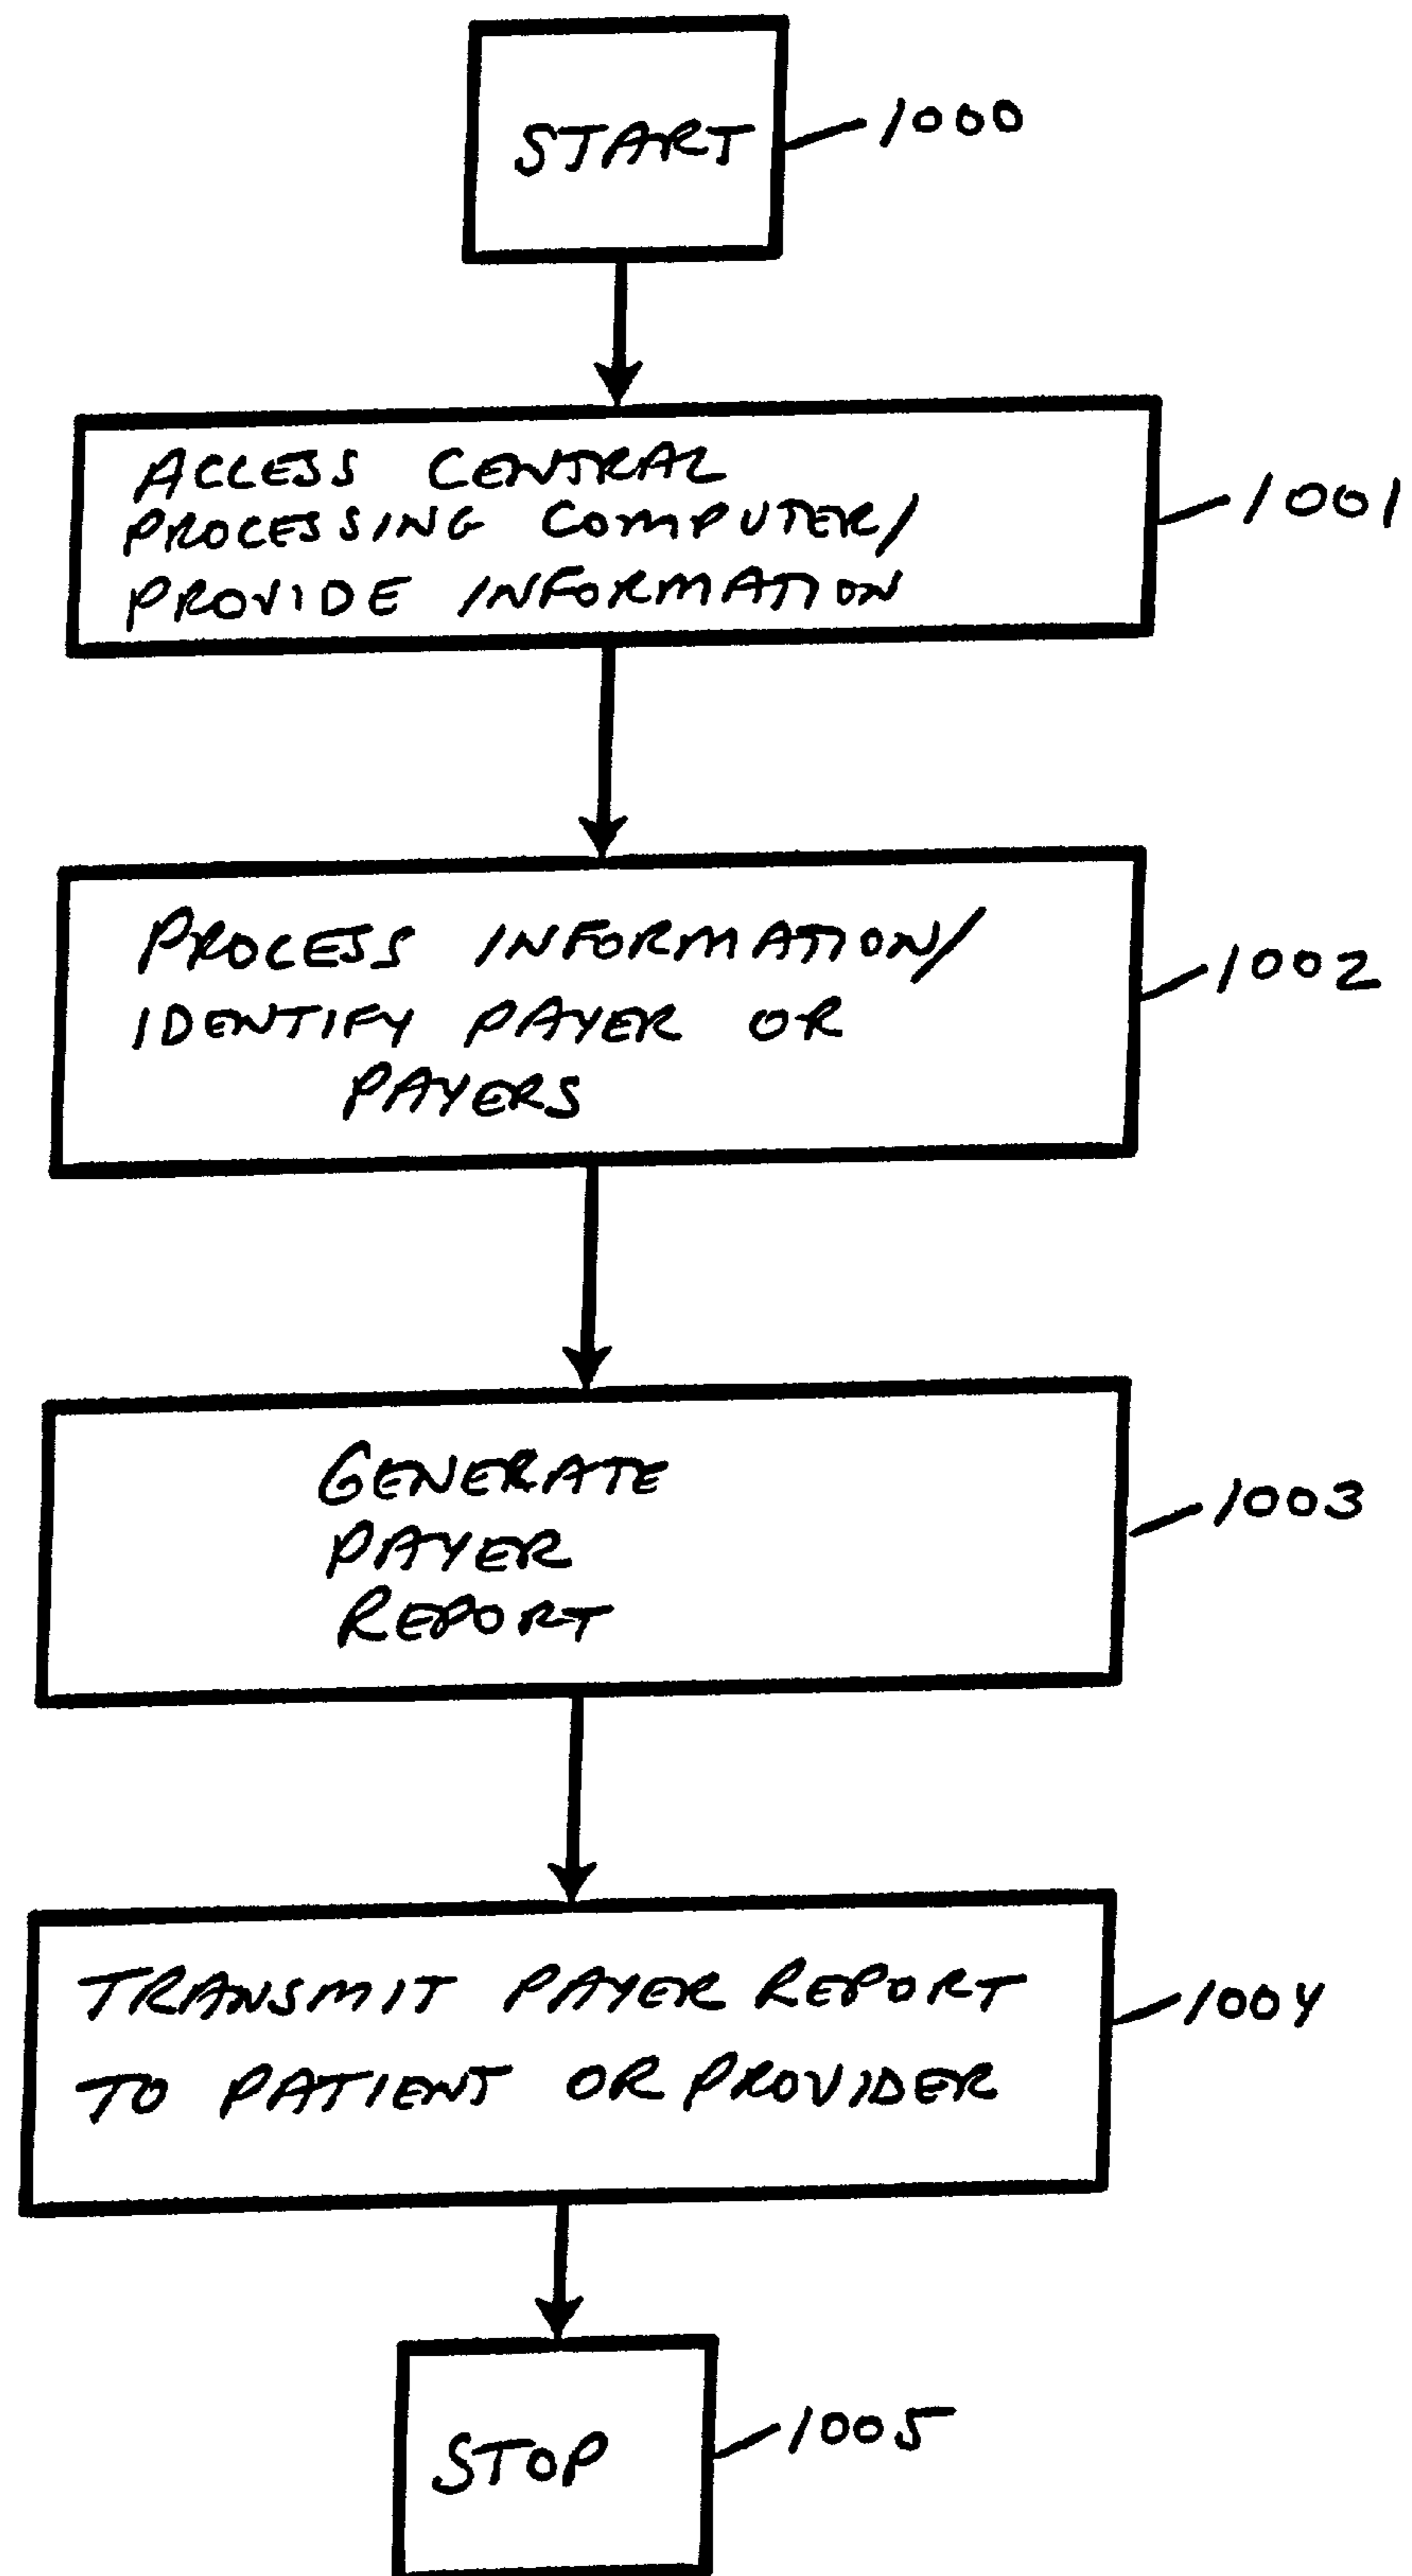 START
1000
ACCESS CENTRAL
PROCESSING COMPUTER/
PROVIDE INFORMATION
1001
PROCESS INFORMATION/
IDENTIFY PAYER OR
PAYERS
1002
GENERATE
PAYER
REPORT
1003
TRANSMIT PAYER REPORT
TO PATIENT OR PROVIDER
1004
STOP
1005